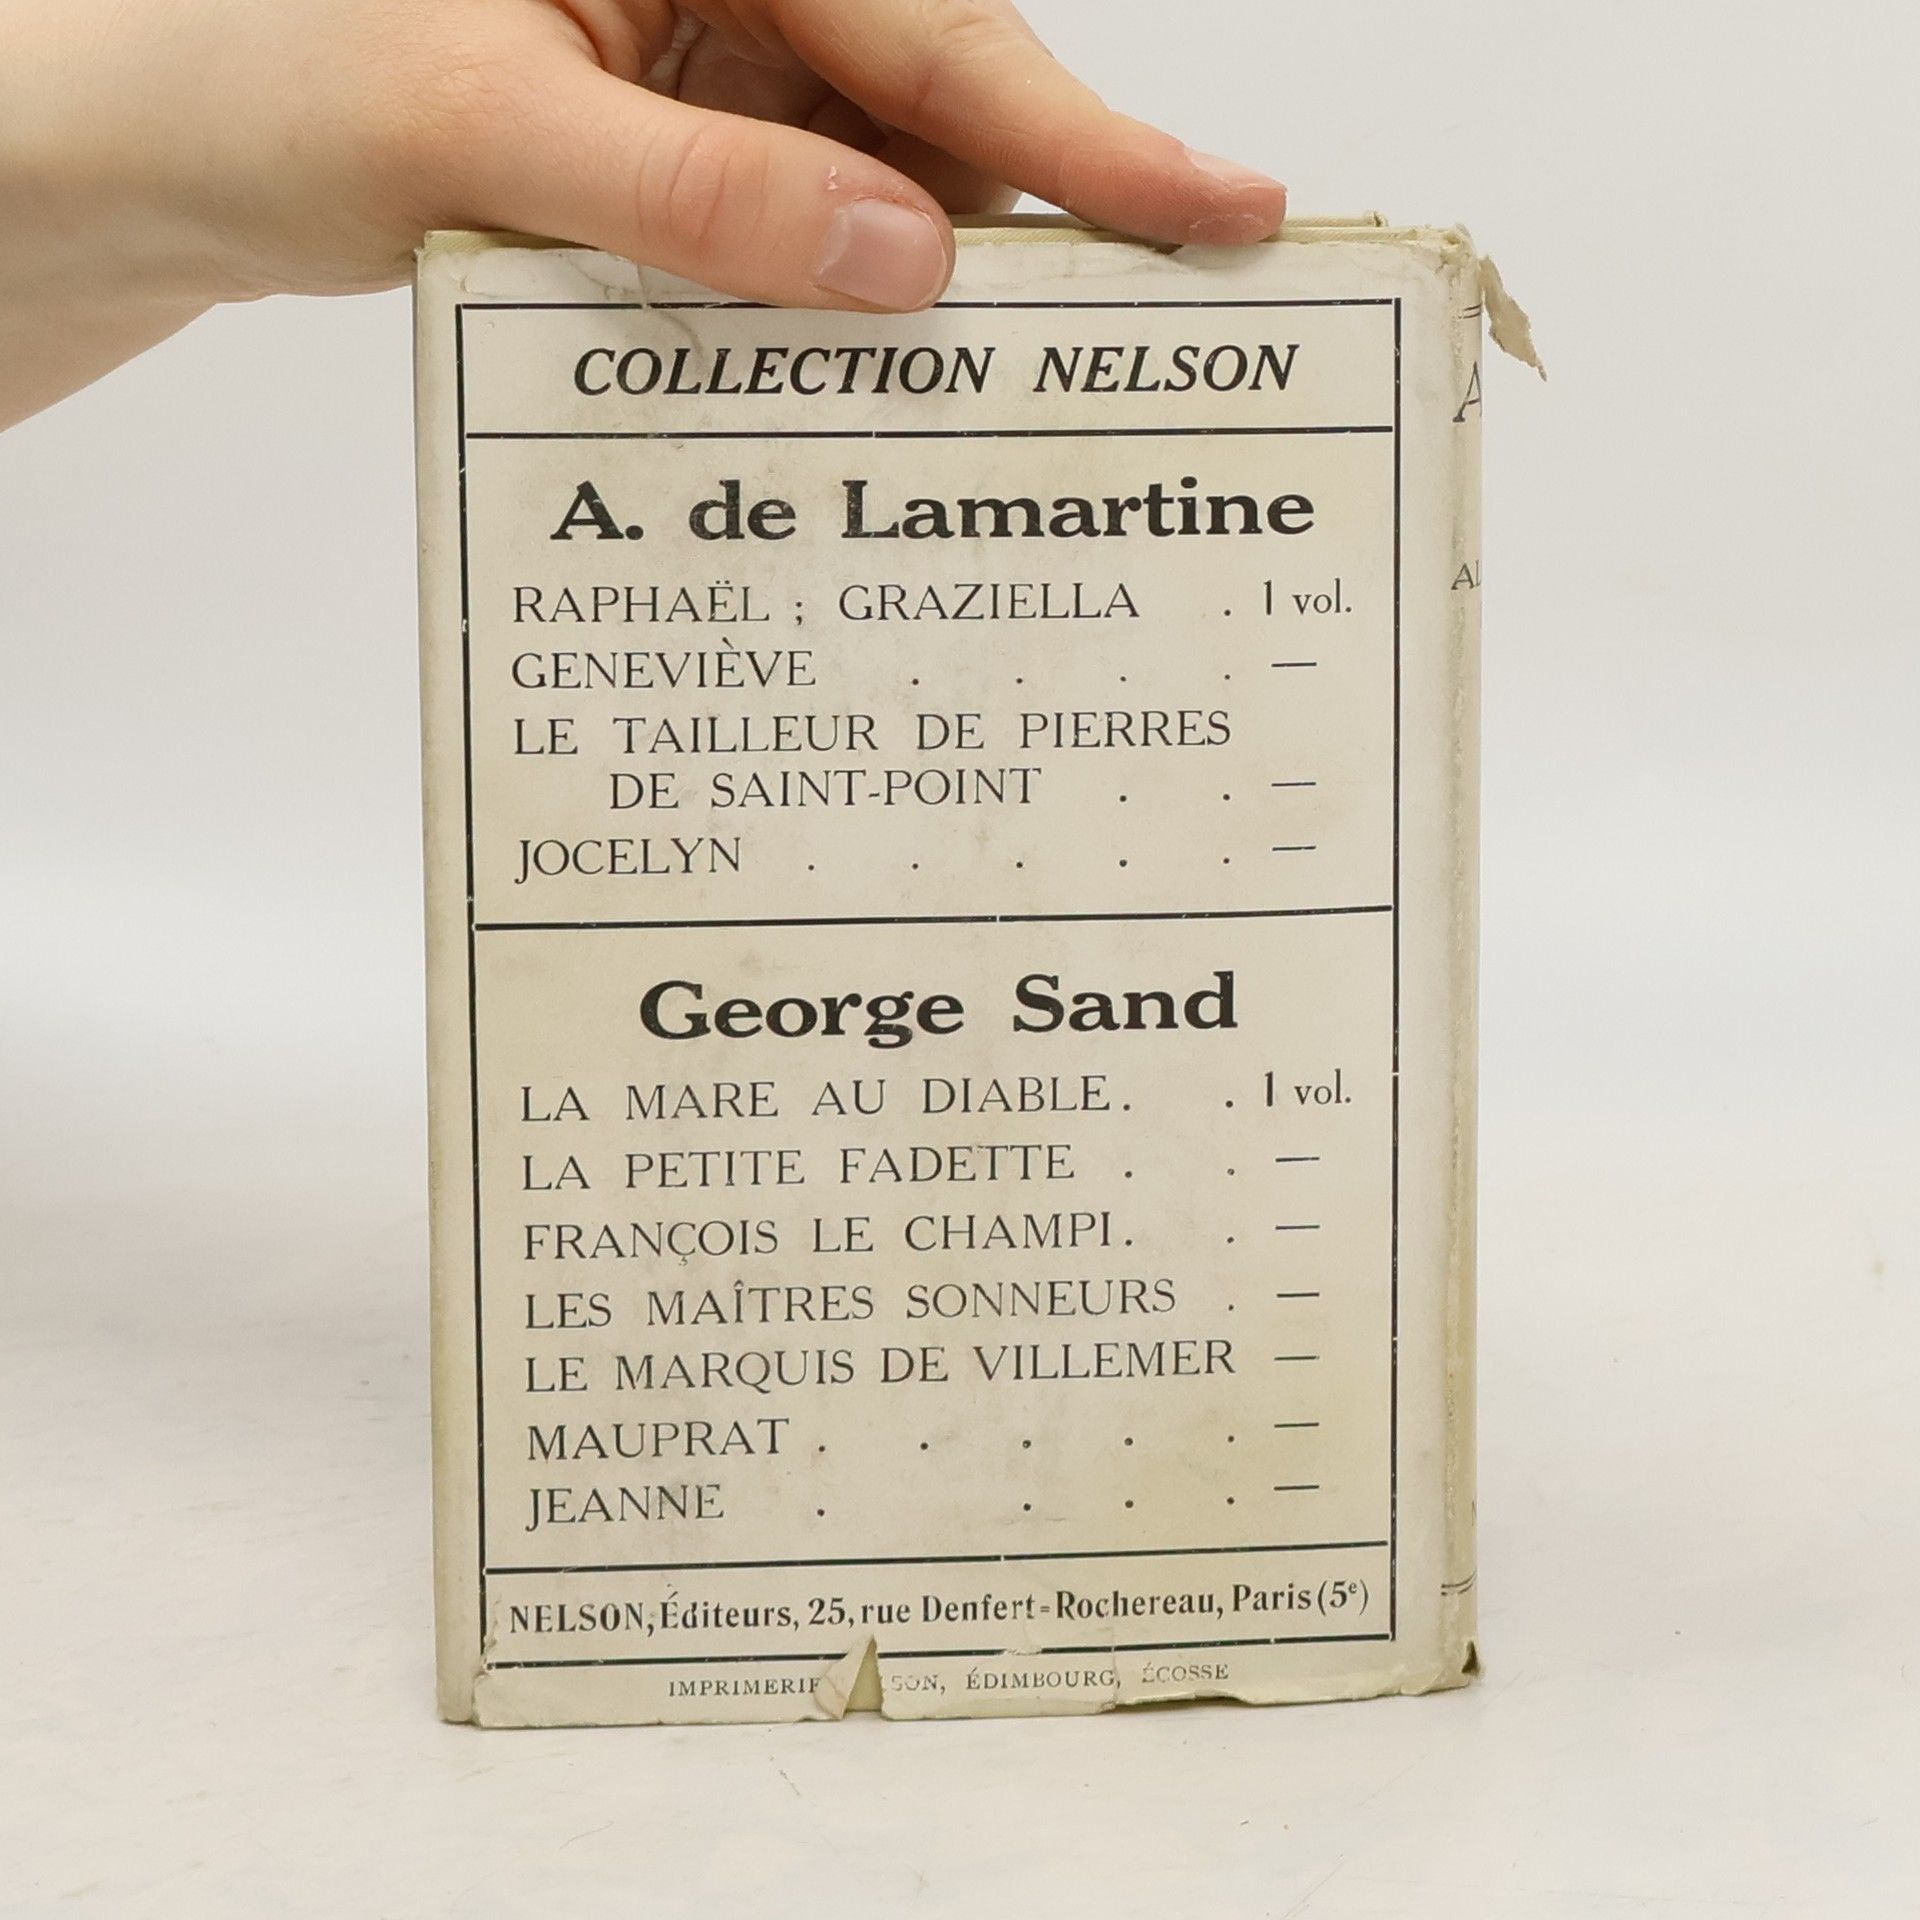 COLLECTION NELSON
A. de Lamartine
RAPHAËL ; GRAZIELLA . 1 vol.
GENEVIÈVE . . . . —
LE TAILLEUR DE PIERRES
DE SAINT-POINT . . —
JOCELYN . . . . . —
George Sand
LA MARE AU DIABLE. . 1 vol.
LA PETITE FADETTE . . —
FRANÇOIS LE CHAMPI. . —
LES MAÎTRES SONNEURS . —
LE MARQUIS DE VILLEMER —
MAUPRAT . . . . . —
JEANNE . . . . —
NELSON, Éditeurs, 25, rue Denfert-Rochereau, Paris (5e)
ÉDIMBOURG, ÉCOSSE